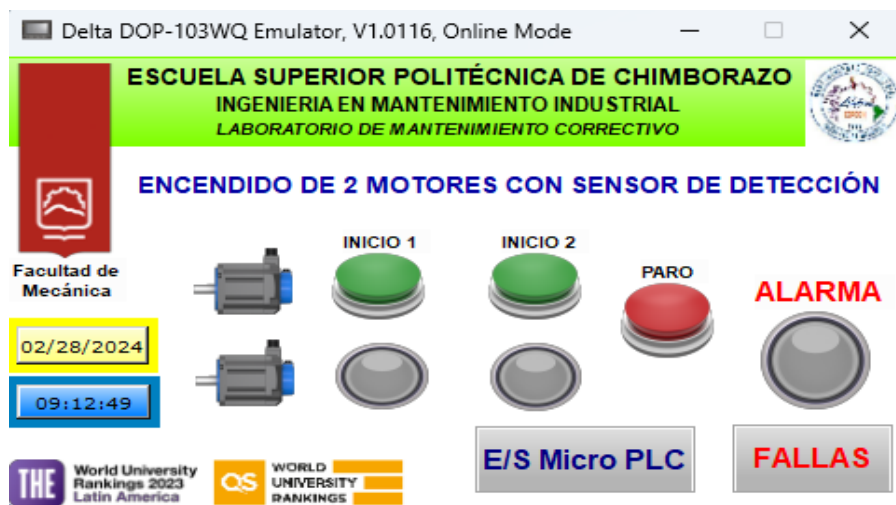 Delta DOP-103WQ Emulator, V1.0116, Online Mode
ESCUELA SUPERIOR POLITÉCNICA DE CHIMBORAZO
INGENIERIA EN MANTENIMIENTO INDUSTRIAL
LABORATORIO DE MANTENIMIENTO CORRECTIVO
ENCENDIDO DE 2 MOTORES CON SENSOR DE DETECCIÓN
INICIO 1
INICIO 2
PARO
ALARMA
Facultad de
Mecánica
02/28/2024
09:12:49
E/S Micro PLC
FALLAS
THE
World University
Rankings 2023
Latin America
QS
WORLD
UNIVERSITY
RANKINGS